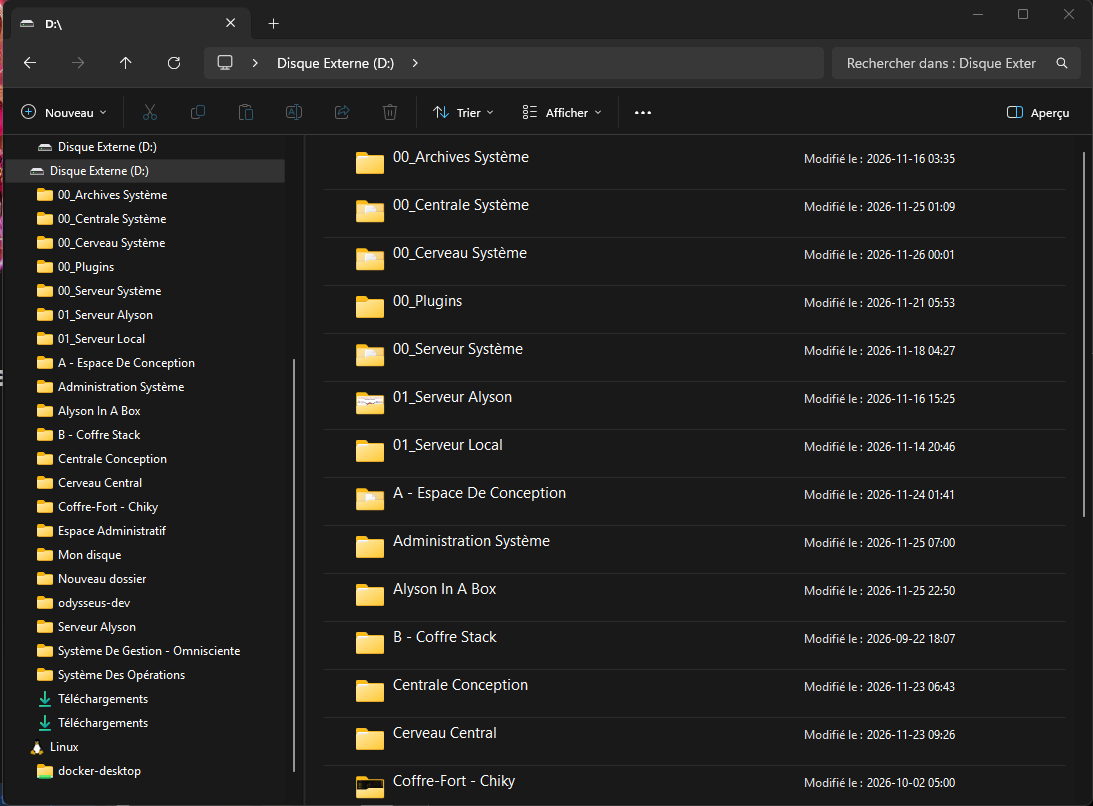 D:\
Disque Externe (D:)
Rechercher dans : Disque Exter
Nouveau
Trier
Afficher
Aperçu
Disque Externe (D:)
Disque Externe (D:)
00_Archives Système
00_Centrale Système
00_Cerveau Système
00_Plugins
00_Serveur Système
01_Serveur Alyson
01_Serveur Local
A - Espace De Conception
Administration Système
Alyson In A Box
B - Coffre Stack
Centrale Conception
Cerveau Central
Coffre-Fort - Chiky
Espace Administratif
Mon disque
Nouveau dossier
odysseus-dev
Serveur Alyson
Système De Gestion - Omnisciente
Système Des Opérations
Téléchargements
Téléchargements
Linux
docker-desktop
00_Archives Système Modifié le : 2026-11-16 03:35
00_Centrale Système Modifié le : 2026-11-25 01:09
00_Cerveau Système Modifié le : 2026-11-26 00:01
00_Plugins Modifié le : 2026-11-21 05:53
00_Serveur Système Modifié le : 2026-11-18 04:27
01_Serveur Alyson Modifié le : 2026-11-16 15:25
01_Serveur Local Modifié le : 2026-11-14 20:46
A - Espace De Conception Modifié le : 2026-11-24 01:41
Administration Système Modifié le : 2026-11-25 07:00
Alyson In A Box Modifié le : 2026-11-25 22:50
B - Coffre Stack Modifié le : 2026-09-22 18:07
Centrale Conception Modifié le : 2026-11-23 06:43
Cerveau Central Modifié le : 2026-11-23 09:26
Coffre-Fort - Chiky Modifié le : 2026-10-02 05:00